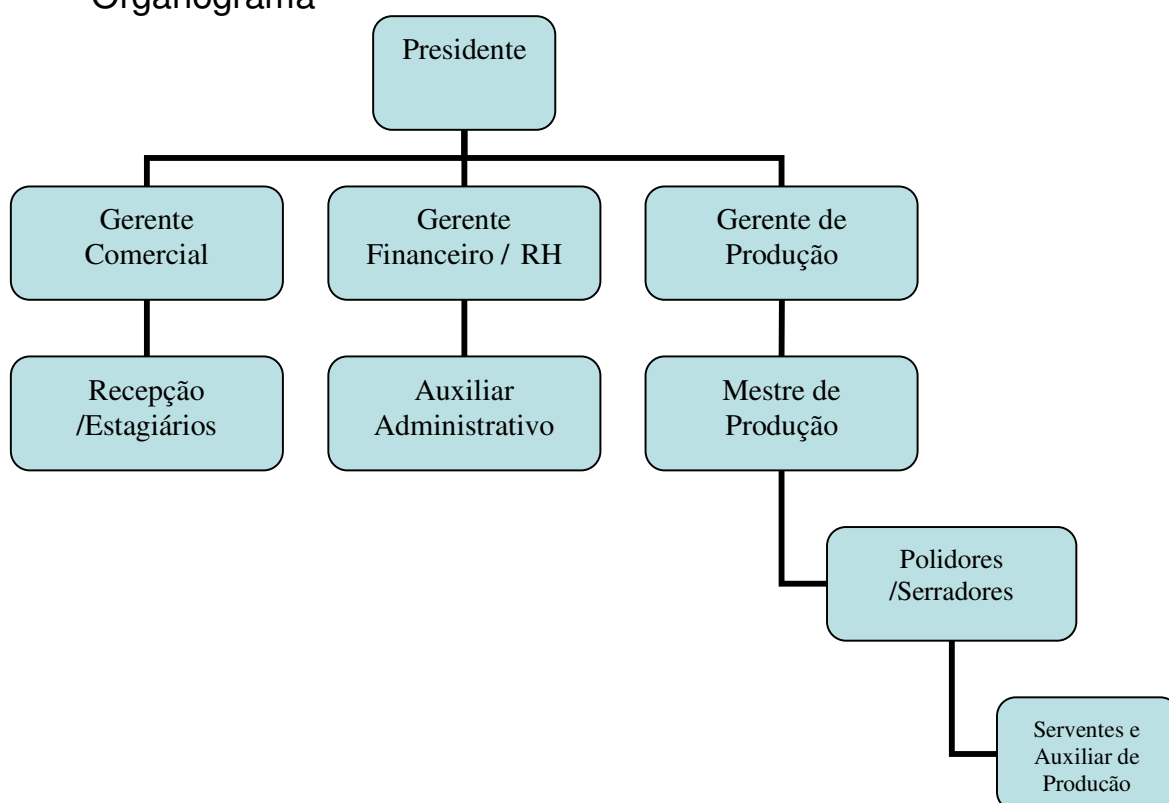 Organograma
Presidente
Gerente
Comercial
Gerente
Financeiro / RH
Gerente de
Produção
Recepção
/Estagiários
Auxiliar
Administrativo
Mestre de
Produção
Polidores
/Serradores
Serventes e
Auxiliar de
Produção